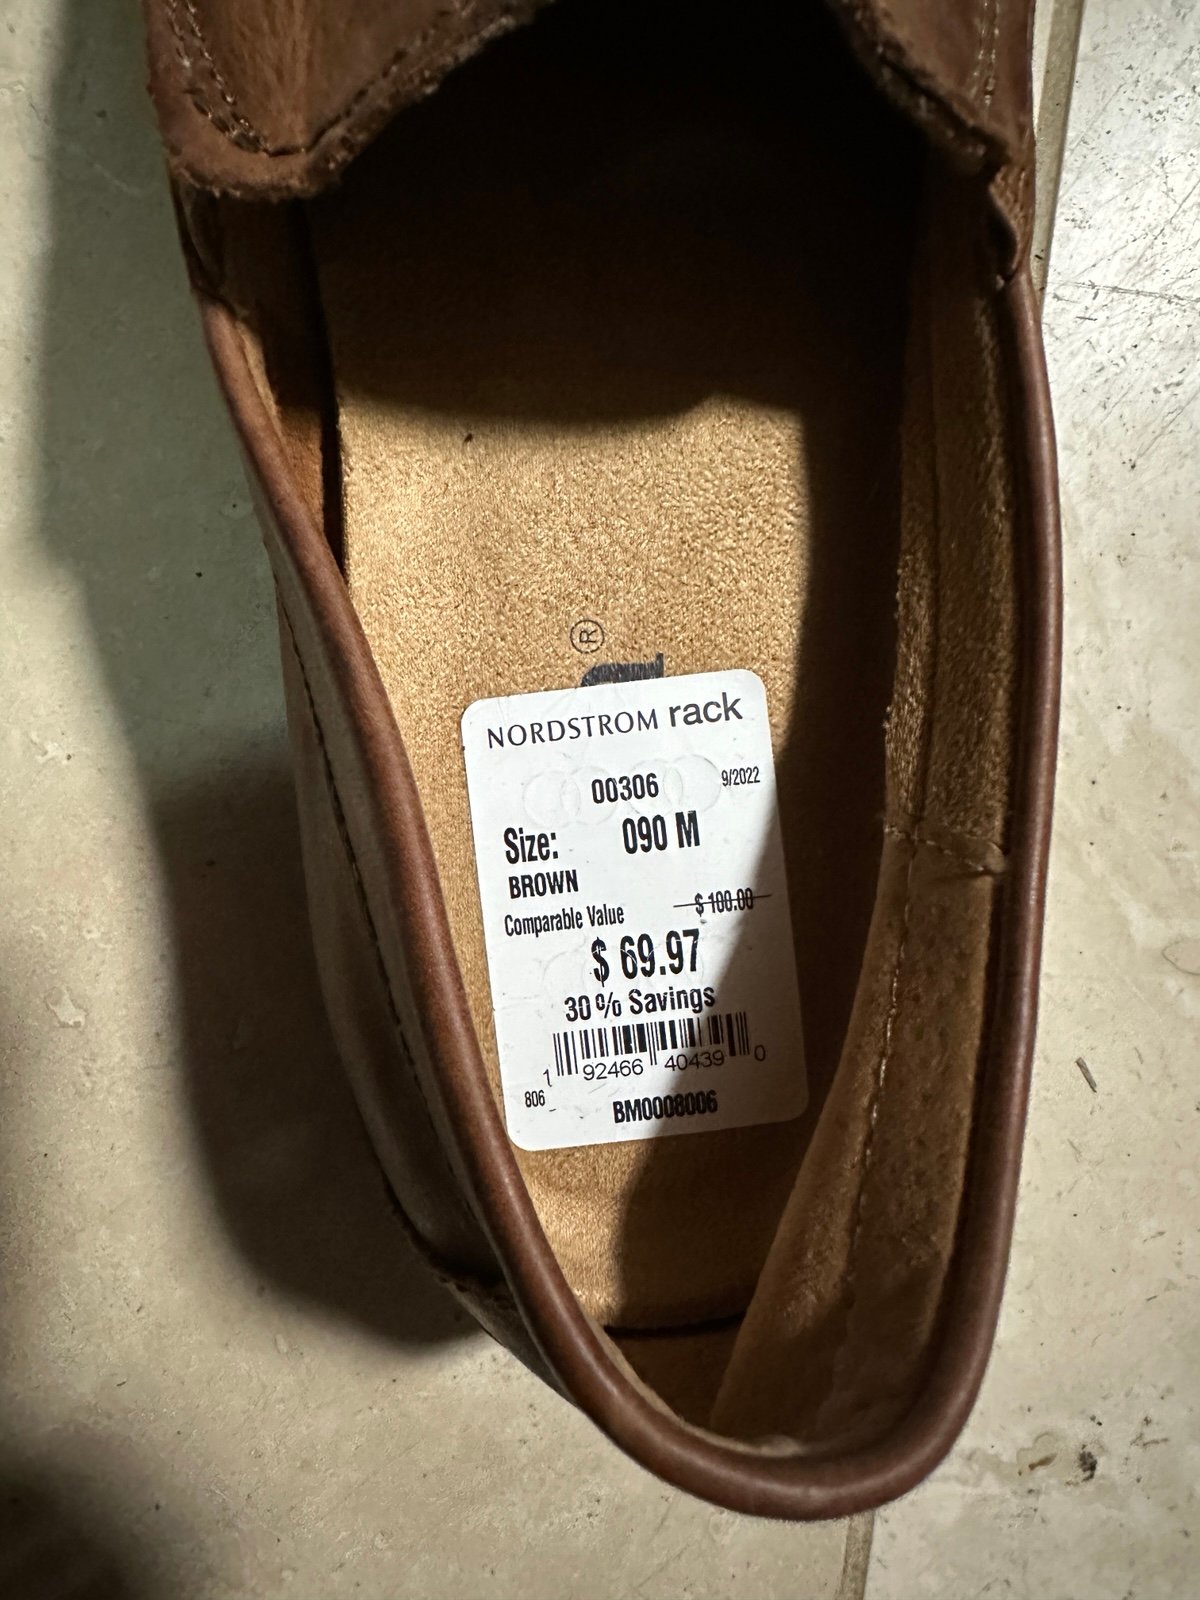 ®
NORDSTROM rack
00306 9/2022
Size: 090 M
BROWN
Comparable Value $ 100.00
$ 69.97
30% Savings
1 92466 40439 0
806
BM0008006